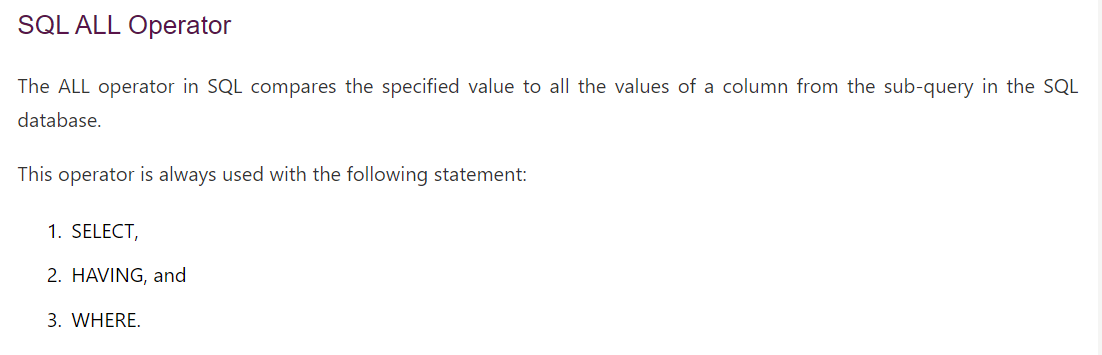 SQL ALL Operator
The ALL operator in SQL compares the specified value to all the values of a column from the sub-query in the SQL
database.
This operator is always used with the following statement:
1. SELECT,
2. HAVING, and
3. WHERE.